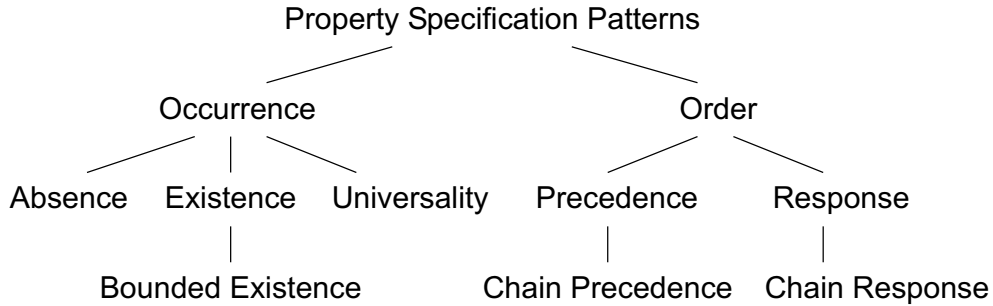 Property Specification Patterns
Occurrence Order
Absence Existence Universality Precedence Response
Bounded Existence Chain Precedence Chain Response